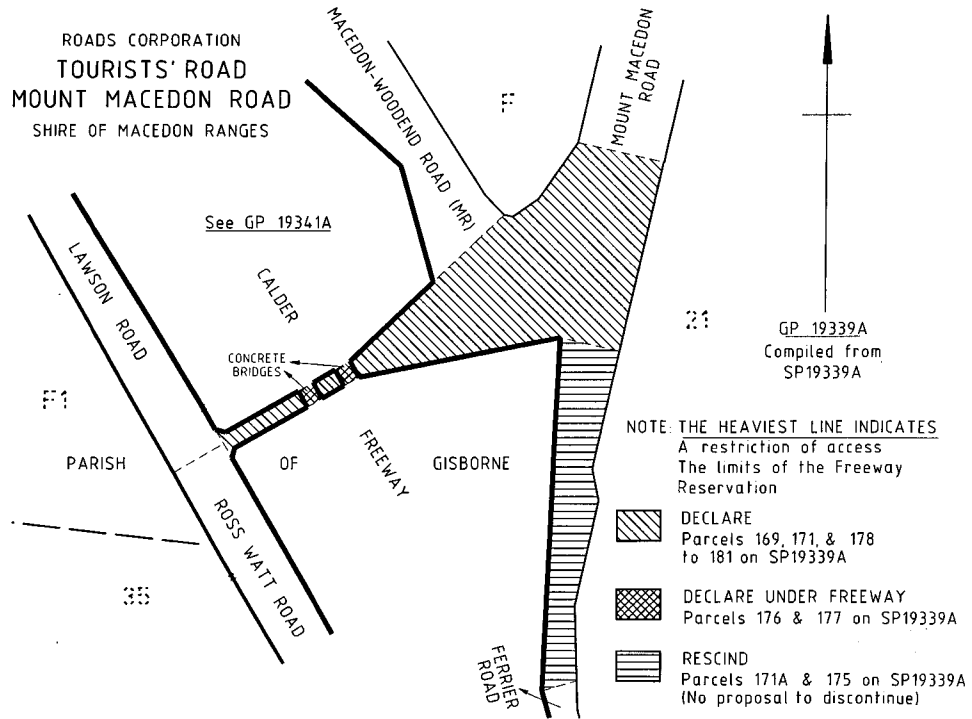 ROADS CORPORATION
TOURISTS' ROAD
MOUNT MACEDON ROAD
SHIRE OF MACEDON RANGES
MACEDON-WOODEND ROAD (MR)
F
MOUNT MACEDON
ROAD
See GP 19341A
LAWSON ROAD
CALDER
CONCRETE
BRIDGES
21
GP 19339A
Compiled from
SP19339A
F1
PARISH OF GISBORNE
FREEWAY
ROSS WATT ROAD
35
FERRIER
ROAD
NOTE: THE HEAVIEST LINE INDICATES
A restriction of access
The limits of the Freeway
Reservation
DECLARE
Parcels 169, 171, & 178
to 181 on SP19339A
DECLARE UNDER FREEWAY
Parcels 176 & 177 on SP19339A
RESCIND
Parcels 171A & 175 on SP19339A
(No proposal to discontinue)